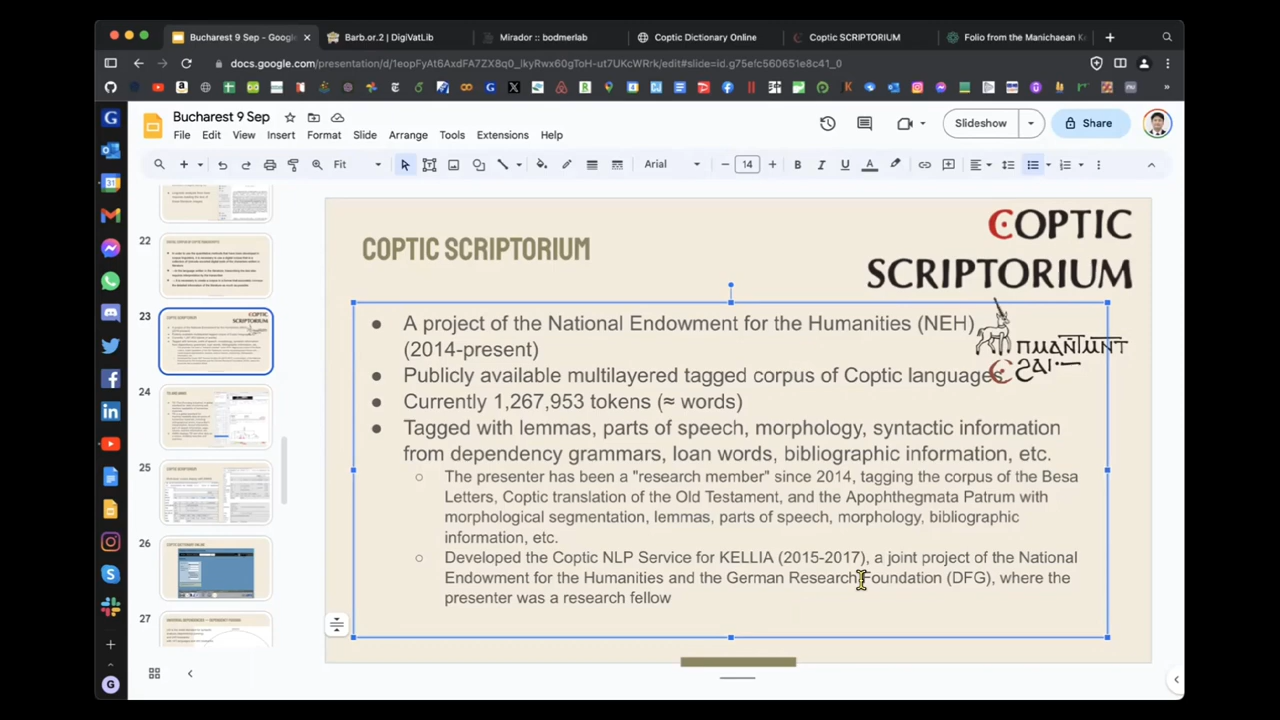 Bucharest 9 Sep - Google
Barb.or.2 | DigiVatLib
Mirador :: bodmerlab
Coptic Dictionary Online
Coptic SCRIPTORIUM
Folio from the Manichaean K
docs.google.com/presentation/d/1eopFyAt6AxdFA7ZX8q0_lkyRwx60gToH-ut7UKcWRrk/edit#slide=id.g75efc560651e8c41_0
Bucharest 9 Sep
File Edit View Insert Format Slide Arrange Tools Extensions Help
Slideshow
Share
Fit
Arial
14
22
23
24
25
26
27
COPTIC SCRIPTORIUM
COPTIC
SCRIPTORIUM
● A project of the National Endowment for the Humanities (NEH)
(2014-present)
● Publicly available multilayered tagged corpus of Coptic languages
● Currently 1,267,953 tokens (≈ words)
● Tagged with lemmas, parts of speech, morphology, syntactic information
from dependency grammars, loan words, bibliographic information, etc.
○ The presenter has been a "research member" since 2014, tagging the corpus of the Besa
Letters, Coptic translation of the Old Testament, and the Apophthegmata Patrum with
morphological segmentation, lemmas, parts of speech, morphology, bibliographic
information, etc.
○ Developed the Coptic NLP Service for KELLIA (2015-2017), a joint project of the National
Endowment for the Humanities and the German Research Foundation (DFG), where the
presenter was a research fellow